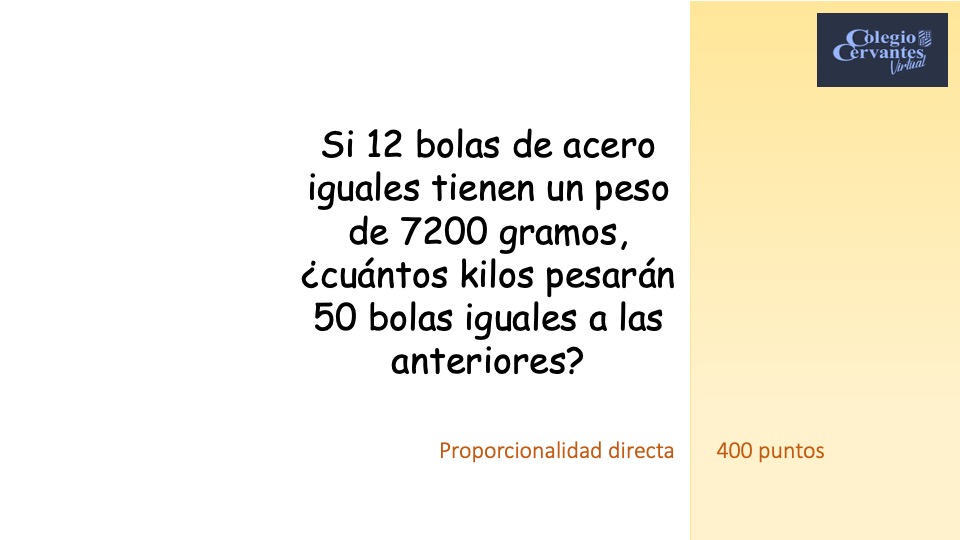 Colegio
Cervantes
Virtual
Si 12 bolas de acero
iguales tienen un peso
de 7200 gramos,
¿cuántos kilos pesarán
50 bolas iguales a las
anteriores?
Proporcionalidad directa
400 puntos